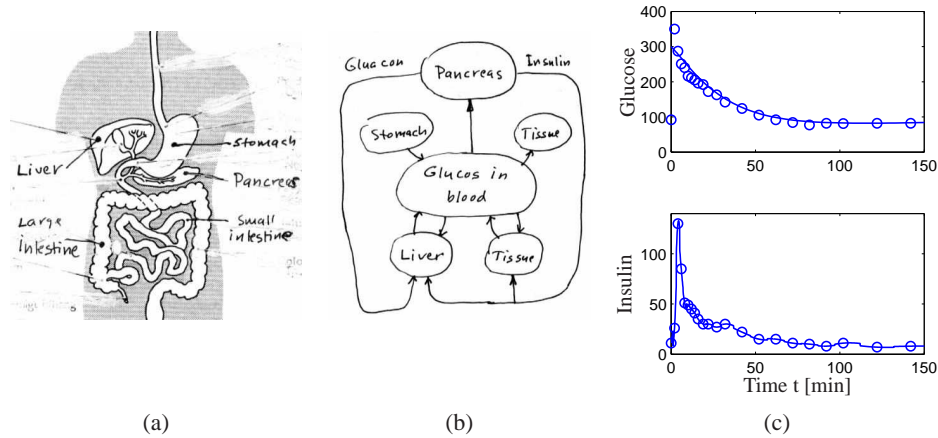 Liver
Stomach
Pancreas
Large
Intestine
Small
intestine
(a)
Gluacon
Pancreas
Insulin
Stomach
Tissue
Glucos in
blood
Liver
Tissue
(b)
400
300
200
100
0
0
50
100
150
Glucose
100
50
0
0
50
100
150
Insulin
Time t [min]
(c)